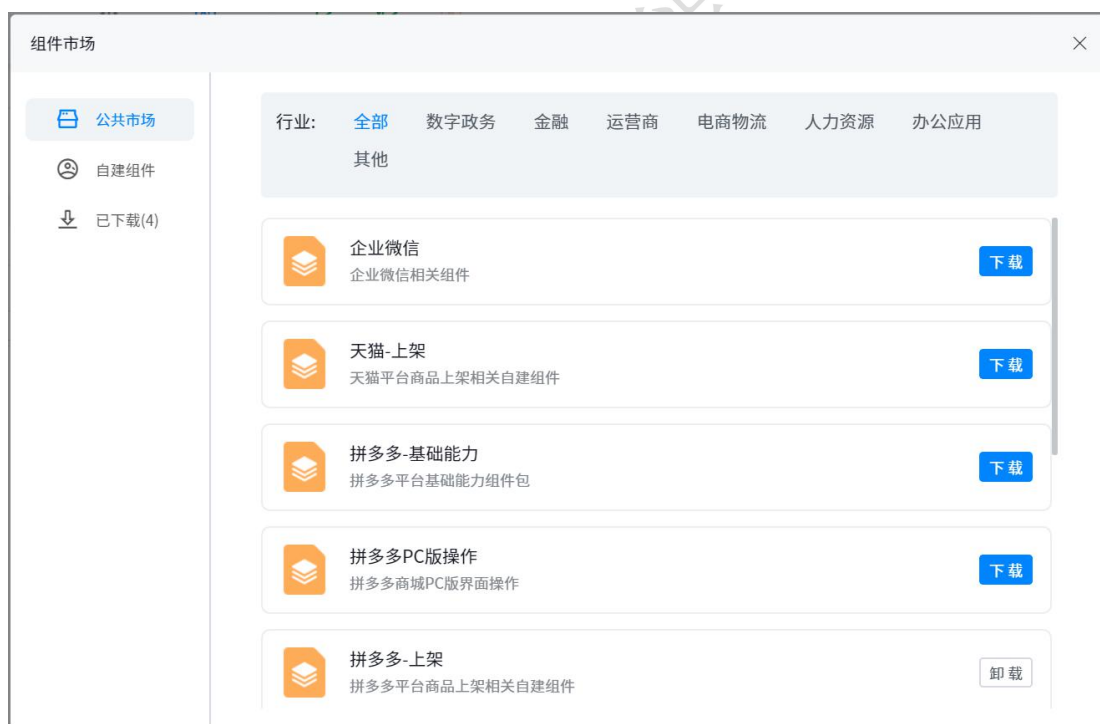 组件市场
公共市场
自建组件
已下载(4)
行业: 全部 数字政务 金融 运营商 电商物流 人力资源 办公应用
其他
企业微信
企业微信相关组件
下载
天猫-上架
天猫平台商品上架相关自建组件
下载
拼多多-基础能力
拼多多平台基础能力组件包
下载
拼多多PC版操作
拼多多商城PC版界面操作
下载
拼多多-上架
拼多多平台商品上架相关自建组件
卸载